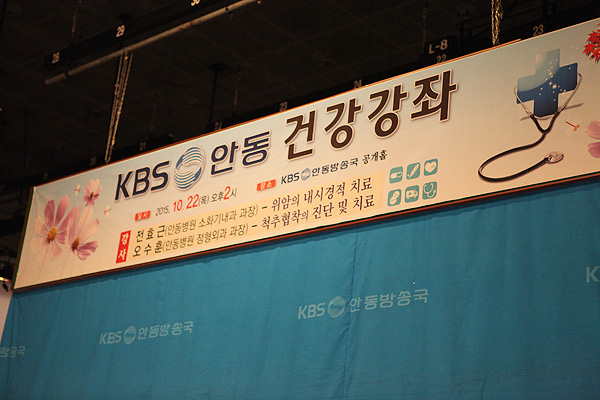 28
29
30
L-8
KBS 안동 건강강좌
일시 2015. 10. 22(목) 오후2시 장소 KBS 안동방송국 공개홀
강사 전효근(안동병원 소화기내과 과장) – 위암의 내시경적 치료
오수훈(안동병원 정형외과 과장) – 척추협착의 진단 및 치료
KBS 안동방송국
KBS 안동방송국
방송국
K